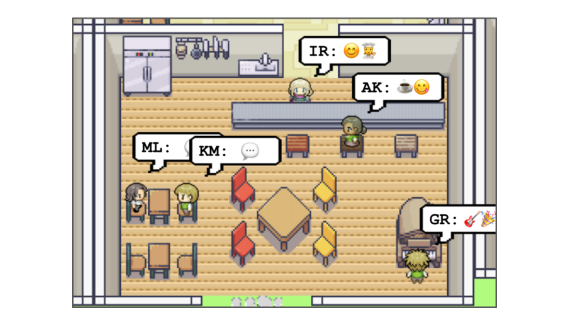 IR: 😊👨‍🍳
AK: ☕😋
ML: 💬
KM: 💬
GR: 🎸🎉